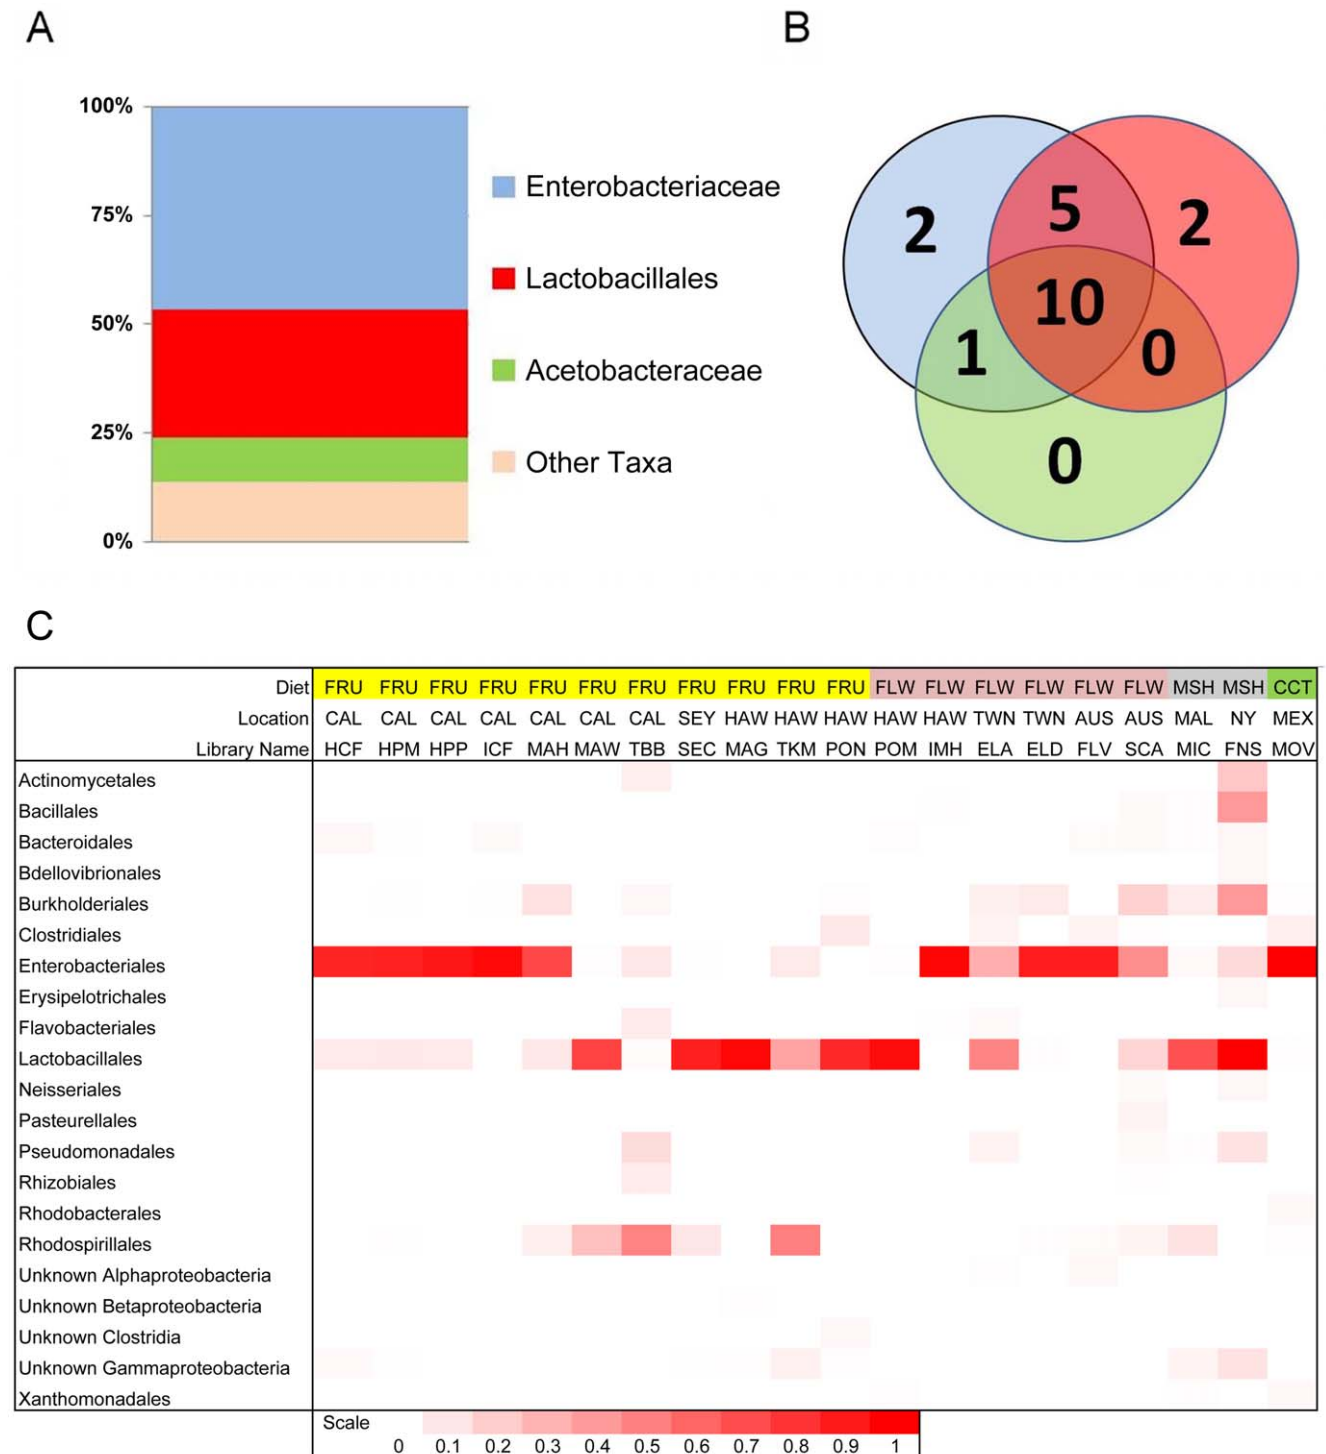 A
B
100%
75%
50%
25%
0%
Enterobacteriaceae
Lactobacillales
Acetobacteraceae
Other Taxa
2
5
2
10
1
0
0
C
Diet FRU FRU FRU FRU FRU FRU FRU FRU FRU FRU FRU FLW FLW FLW FLW FLW FLW MSH MSH CCT
Location CAL CAL CAL CAL CAL CAL CAL SEY HAW HAW HAW HAW HAW TWN TWN AUS AUS MAL NY MEX
Library Name HCF HPM HPP ICF MAH MAW TBB SEC MAG TKM PON POM IMH ELA ELD FLV SCA MIC FNS MOV
Actinomycetales
Bacillales
Bacteroidales
Bdellovibrionales
Burkholderiales
Clostridiales
Enterobacteriales
Erysipelotrichales
Flavobacteriales
Lactobacillales
Neisseriales
Pasteurellales
Pseudomonadales
Rhizobiales
Rhodobacterales
Rhodospirillales
Unknown Alphaproteobacteria
Unknown Betaproteobacteria
Unknown Clostridia
Unknown Gammaproteobacteria
Xanthomonadales
Scale
0 0.1 0.2 0.3 0.4 0.5 0.6 0.7 0.8 0.9 1